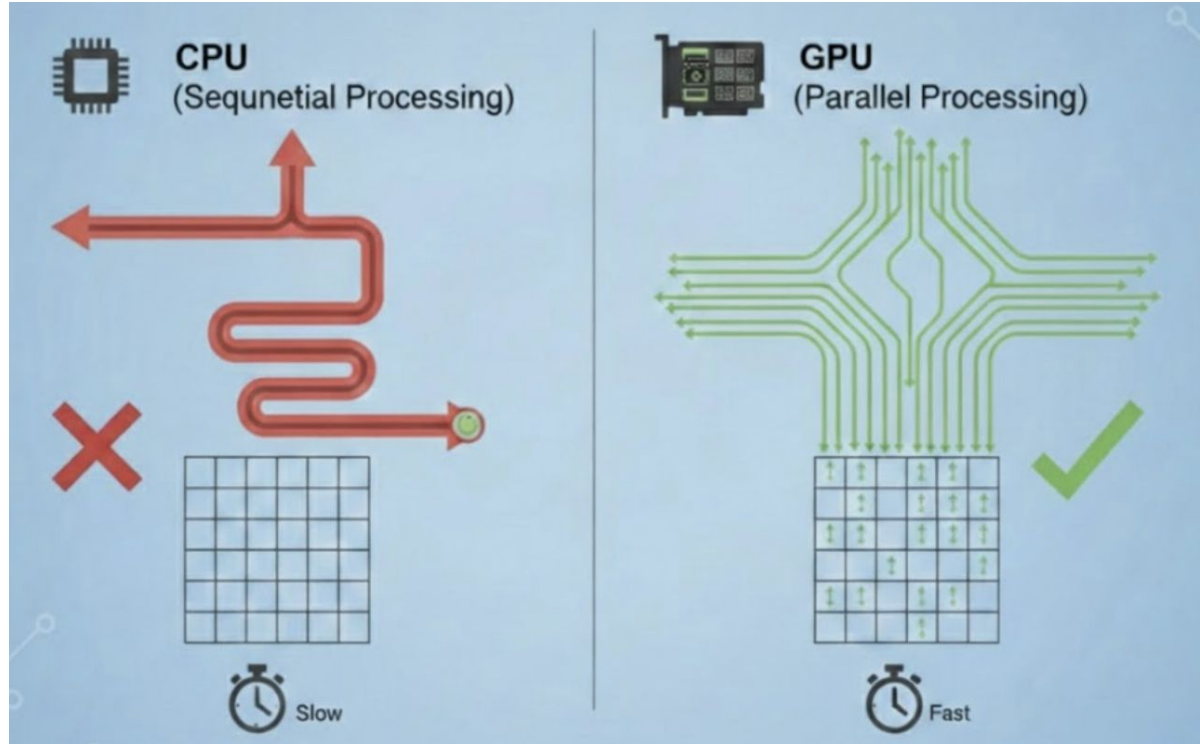 CPU
(Sequnetial Processing)
Slow
GPU
(Parallel Processing)
Fast